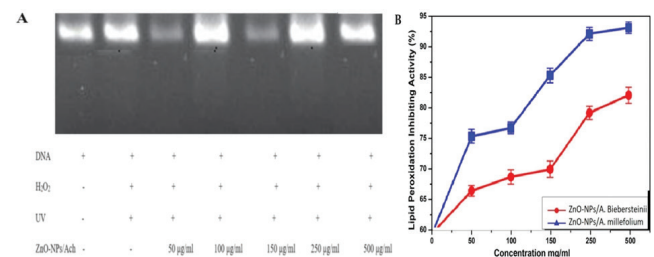 A
DNA + + + + + + +
H₂O₂ - + + + + + +
UV - + + + + + +
ZnO-NPs/Ach - - 50 µg/ml 100 µg/ml 150 µg/ml 250 µg/ml 500 µg/ml
B
Lipid Peroxidation Inhibiting Activity (%)
95
90
85
80
75
70
65
60
0 50 100 150 250 500
Concentration mg/ml
ZnO-NPs/A. Biebersteinii
ZnO-NPs/A. millefolium